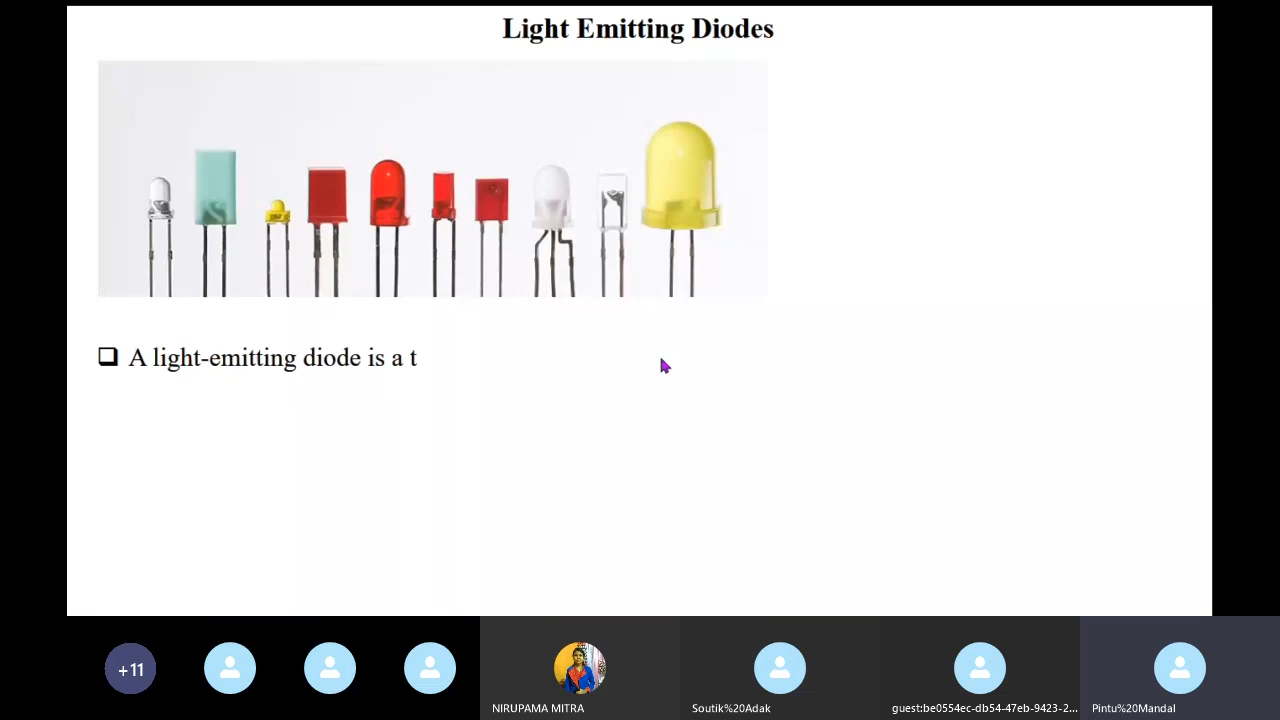 Light Emitting Diodes
❑ A light-emitting diode is a t
+11
NIRUPAMA MITRA
Soutik%20Adak
guest:be0554ec-db54-47eb-9423-2...
Pintu%20Mandal